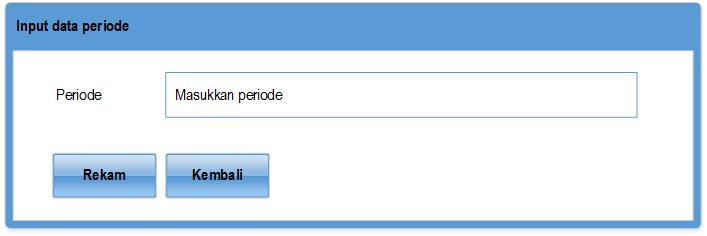 Input data periode
Periode Masukkan periode
Rekam Kembali